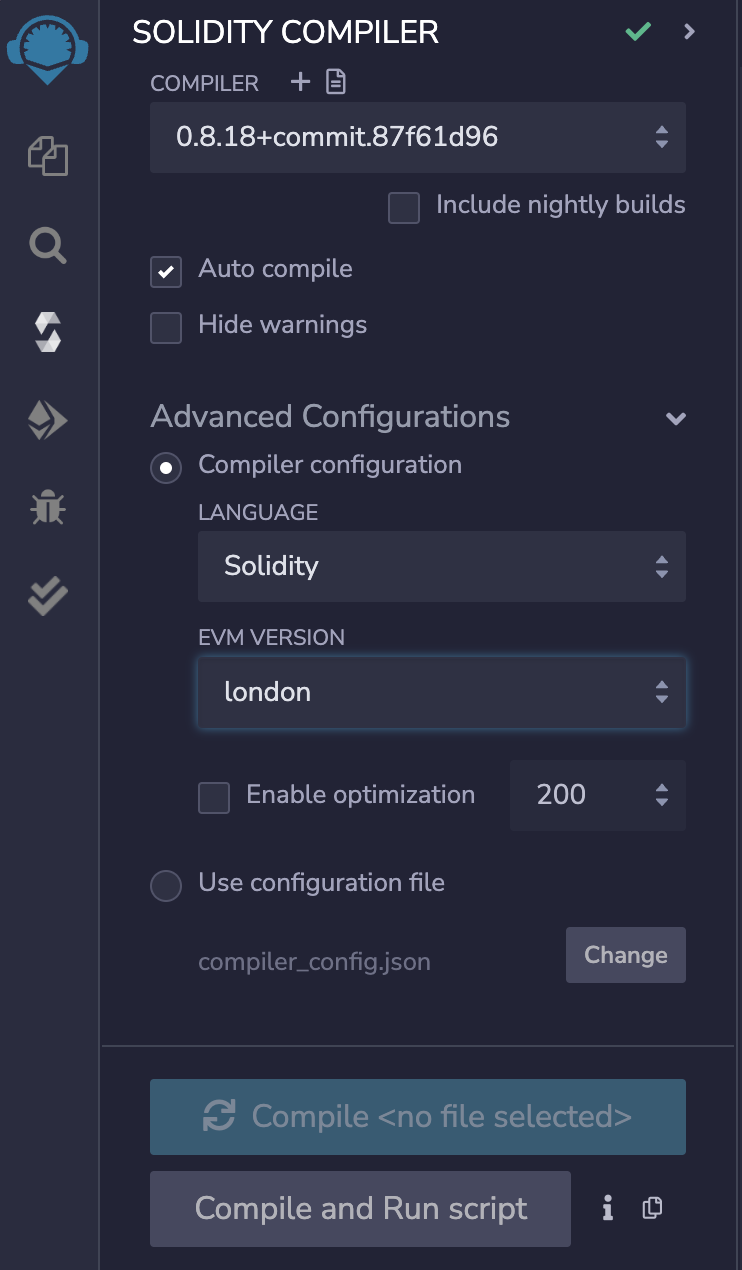 SOLIDITY COMPILER
COMPILER
0.8.18+commit.87f61d96
Include nightly builds
Auto compile
Hide warnings
Advanced Configurations
Compiler configuration
LANGUAGE
Solidity
EVM VERSION
london
Enable optimization 200
Use configuration file
compiler_config.json Change
Compile <no file selected>
Compile and Run script